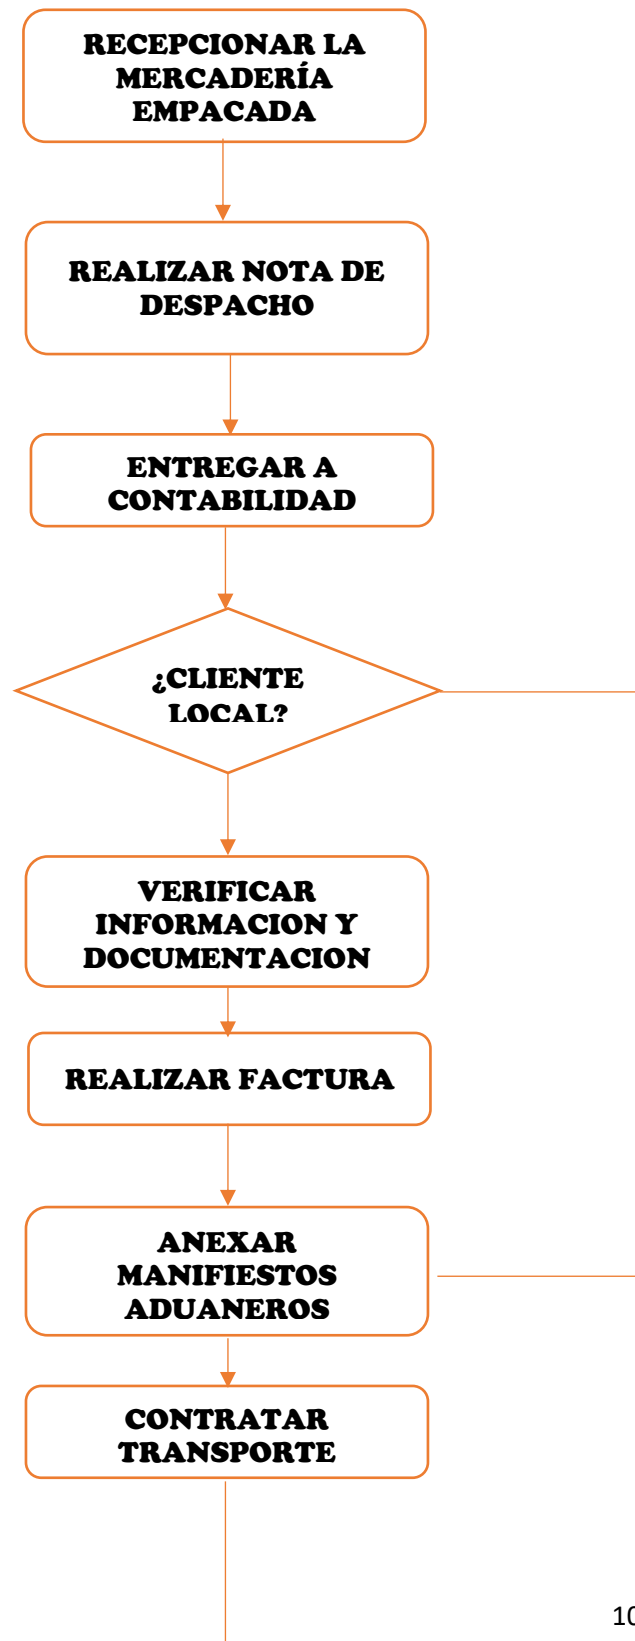 RECEPCIONAR LA
MERCADERÍA
EMPACADA
REALIZAR NOTA DE
DESPACHO
ENTREGAR A
CONTABILIDAD
¿CLIENTE
LOCAL?
VERIFICAR
INFORMACION Y
DOCUMENTACION
REALIZAR FACTURA
ANEXAR
MANIFIESTOS
ADUANEROS
CONTRATAR
TRANSPORTE
10